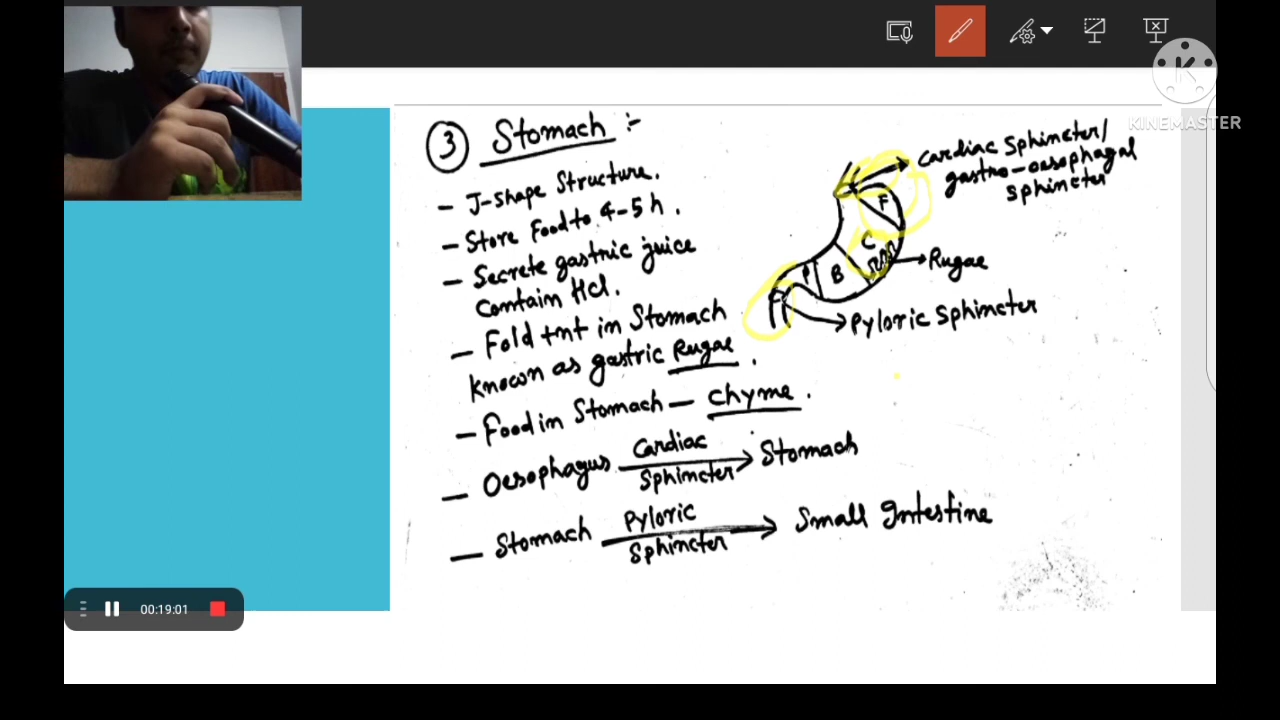 KINEMASTER
③ Stomach :-
- J-shape Structure.
- Store Food to 4-5 h.
- Secrete gastric juice
contain Hcl.
- Fold tnt in Stomach
known as gastric Rugae.
- Food in Stomach - chyme.
- Oesophagus Cardiac Sphincter → Stomach
- Stomach Pyloric Sphincter → Small Intestine
Cardiac Sphincter/
gastro-oesophagal
sphincter
F
C
B
P
Rugae
Pyloric Sphincter
00:19:01